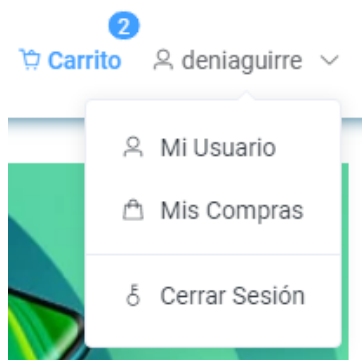 2
Carrito deniaguirre
Mi Usuario
Mis Compras
Cerrar Sesión